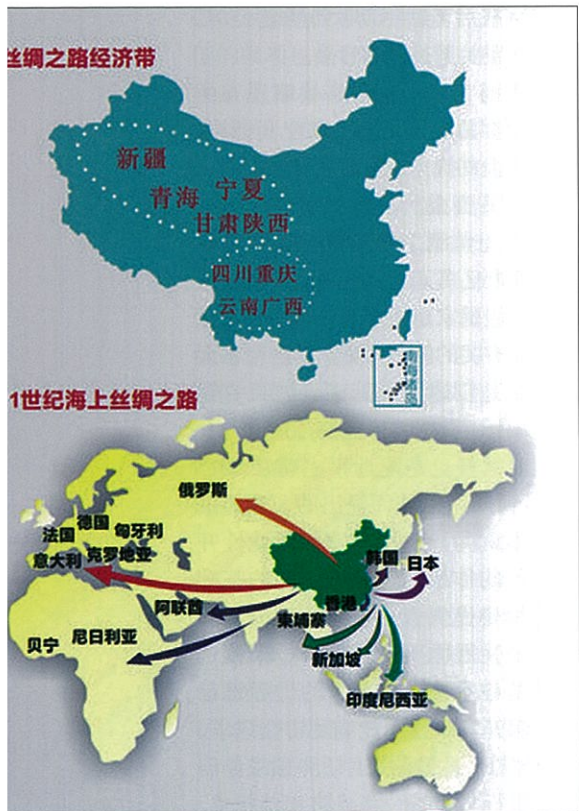 丝绸之路经济带
新疆
青海 宁夏
甘肃陕西
四川重庆
云南广西
南海诸岛
1世纪海上丝绸之路
俄罗斯
法国 德国 匈牙利
意大利 克罗地亚
韩国 日本
阿联酋
香港
柬埔寨
贝宁 尼日利亚
新加坡
印度尼西亚